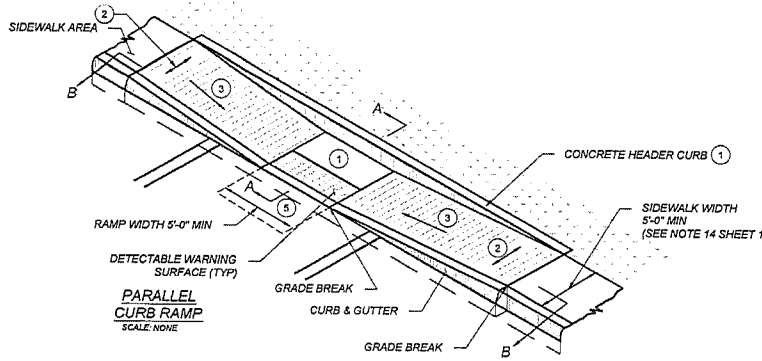 2
SIDEWALK AREA
B
3
A
1
CONCRETE HEADER CURB 1
A
5
3
SIDEWALK WIDTH
5'-0" MIN
(SEE NOTE 14 SHEET 1
RAMP WIDTH 5'-0" MIN
2
DETECTABLE WARNING
SURFACE (TYP)
GRADE BREAK
PARALLEL
CURB RAMP
SCALE: NONE
CURB & GUTTER
GRADE BREAK
B